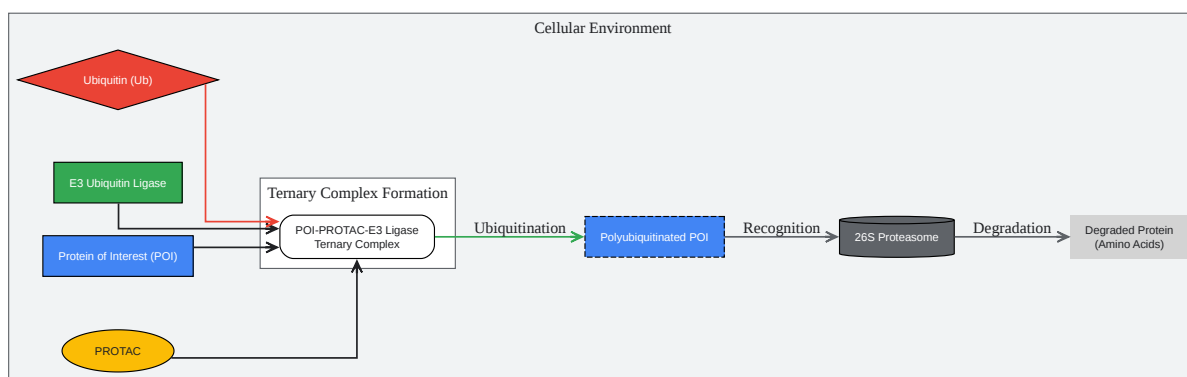 Cellular Environment
Ubiquitin (Ub)
E3 Ubiquitin Ligase
Protein of Interest (POI)
PROTAC
Ternary Complex Formation
POI-PROTAC-E3 Ligase
Ternary Complex
Ubiquitination
Polyubiquitinated POI
Recognition
26S Proteasome
Degradation
Degraded Protein
(Amino Acids)